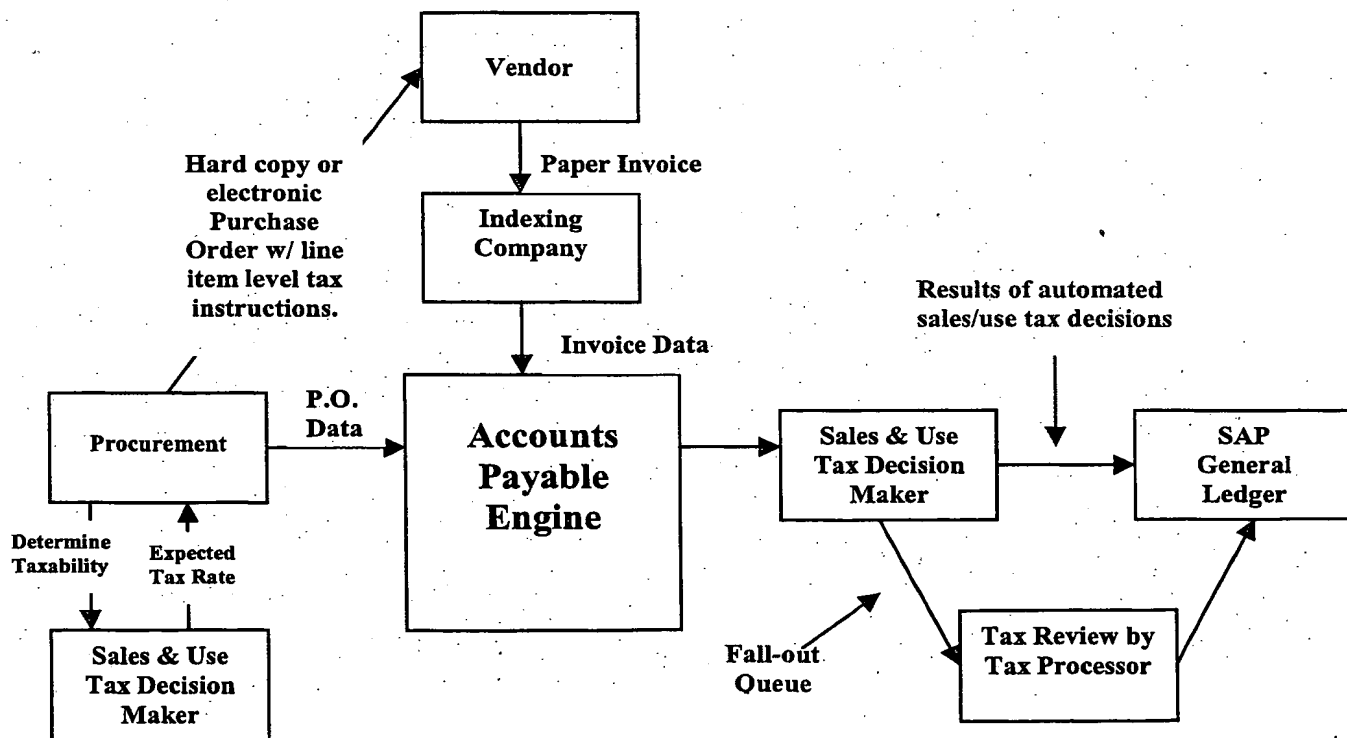 Vendor
Paper Invoice
Hard copy or
electronic
Purchase
Order w/ line
item level tax
instructions.
Indexing
Company
Invoice Data
Results of automated
sales/use tax decisions
Procurement
P.O.
Data
Accounts
Payable
Engine
Sales & Use
Tax Decision
Maker
SAP
General
Ledger
Determine
Taxability
Expected
Tax Rate
Sales & Use
Tax Decision
Maker
Fall-out
Queue
Tax Review by
Tax Processor